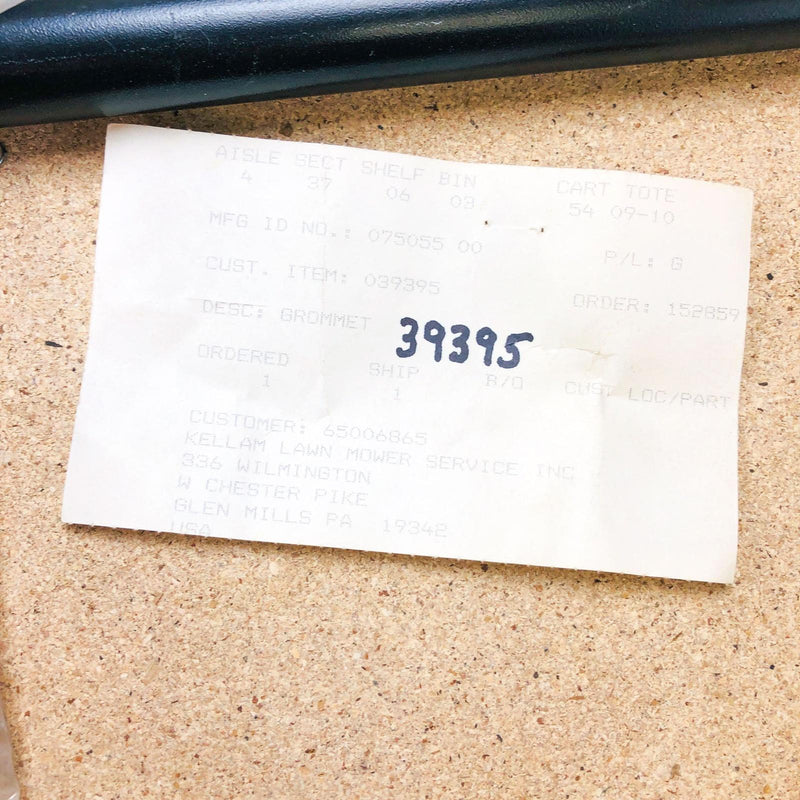 AISLE SECT SHELF BIN CART TOTE
4 37 06 03 54 09-10
MFG ID NO.: 075055 00 P/L: G
CUST. ITEM: 039395 ORDER: 152859
DESC: GROMMET 39395
ORDERED SHIP B/O CUST LOC/PART
1 1
CUSTOMER: 65006865
KELLAM LAWN MOWER SERVICE INC
336 WILMINGTON
W CHESTER PIKE
GLEN MILLS PA 19342
USA